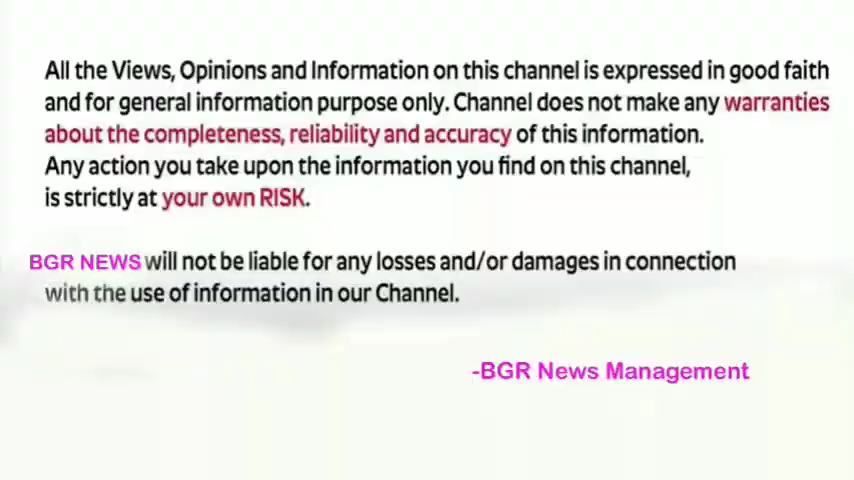 All the Views, Opinions and Information on this channel is expressed in good faith
and for general information purpose only. Channel does not make any warranties
about the completeness, reliability and accuracy of this information.
Any action you take upon the information you find on this channel,
is strictly at your own RISK.
BGR NEWS will not be liable for any losses and/or damages in connection
with the use of information in our Channel.
-BGR News Management